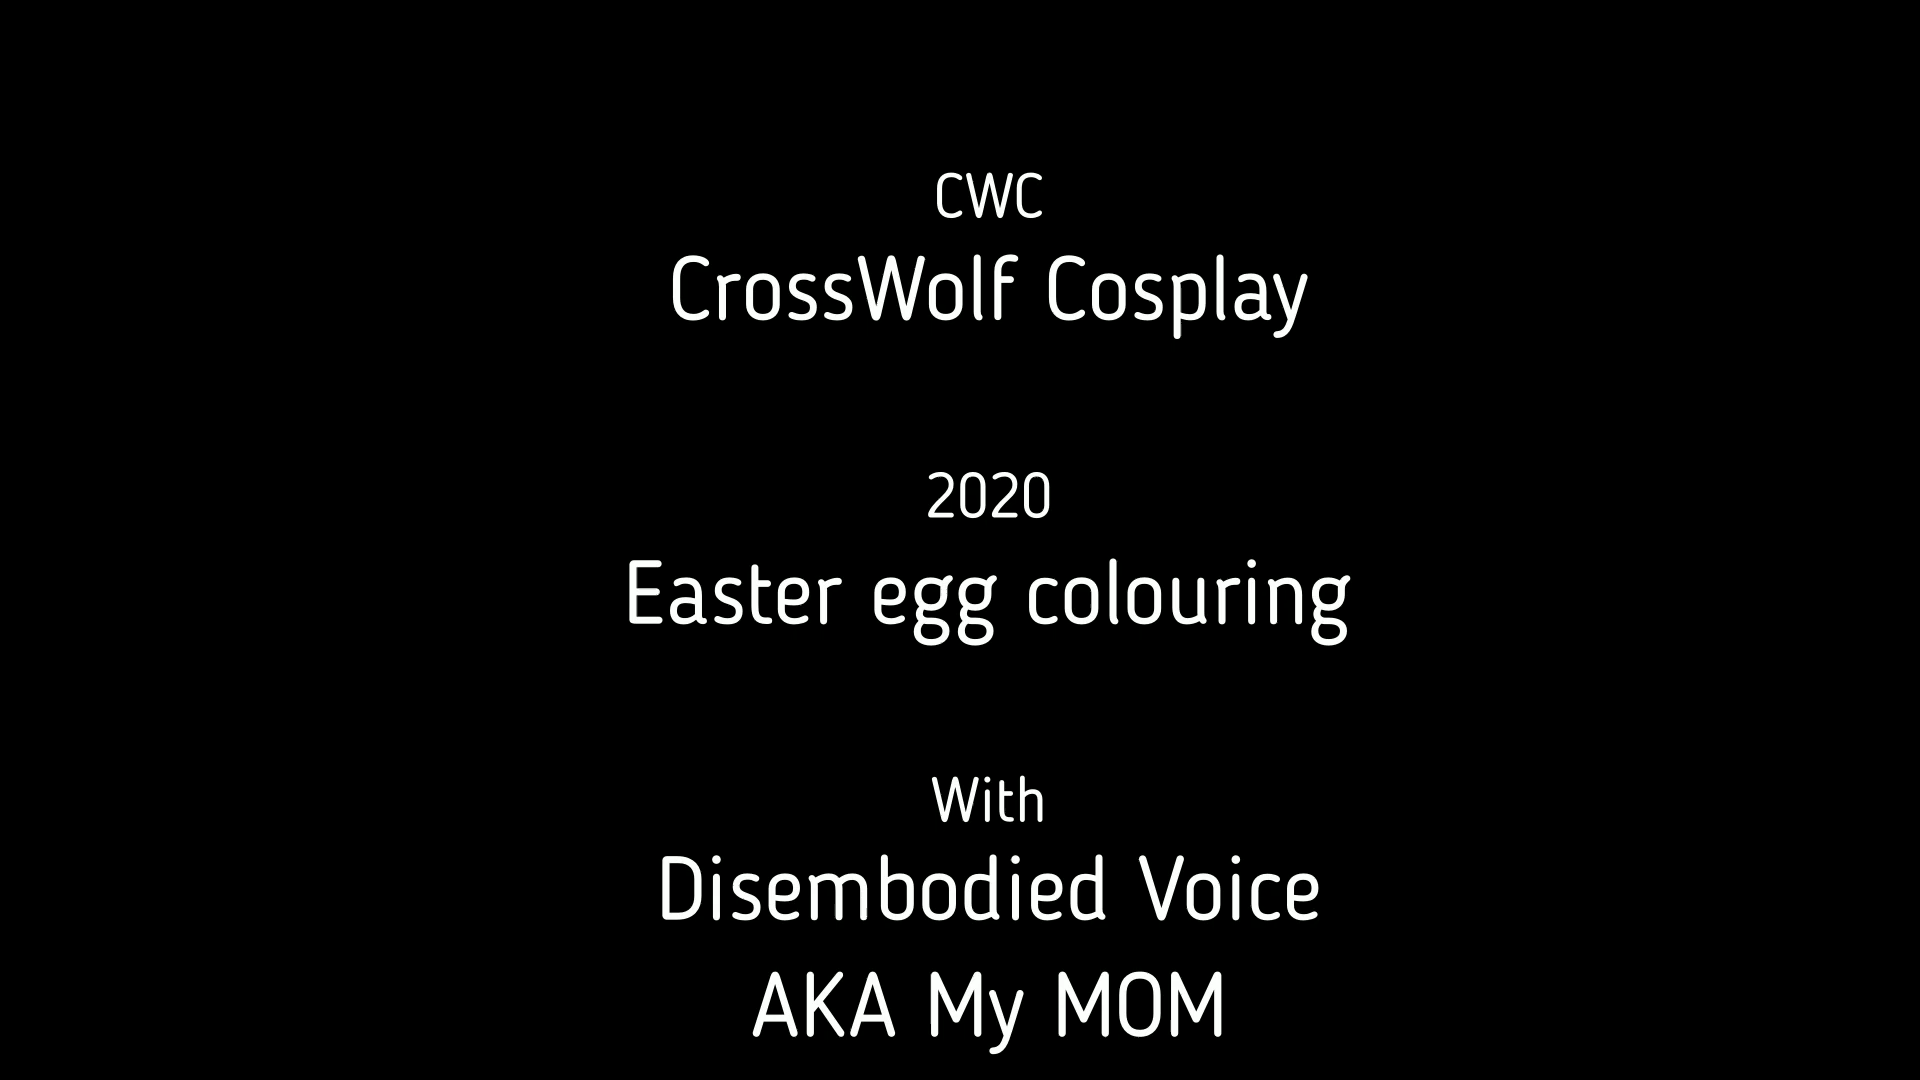 CWC
CrossWolf Cosplay
2020
Easter egg colouring
With
Disembodied Voice
AKA My MOM